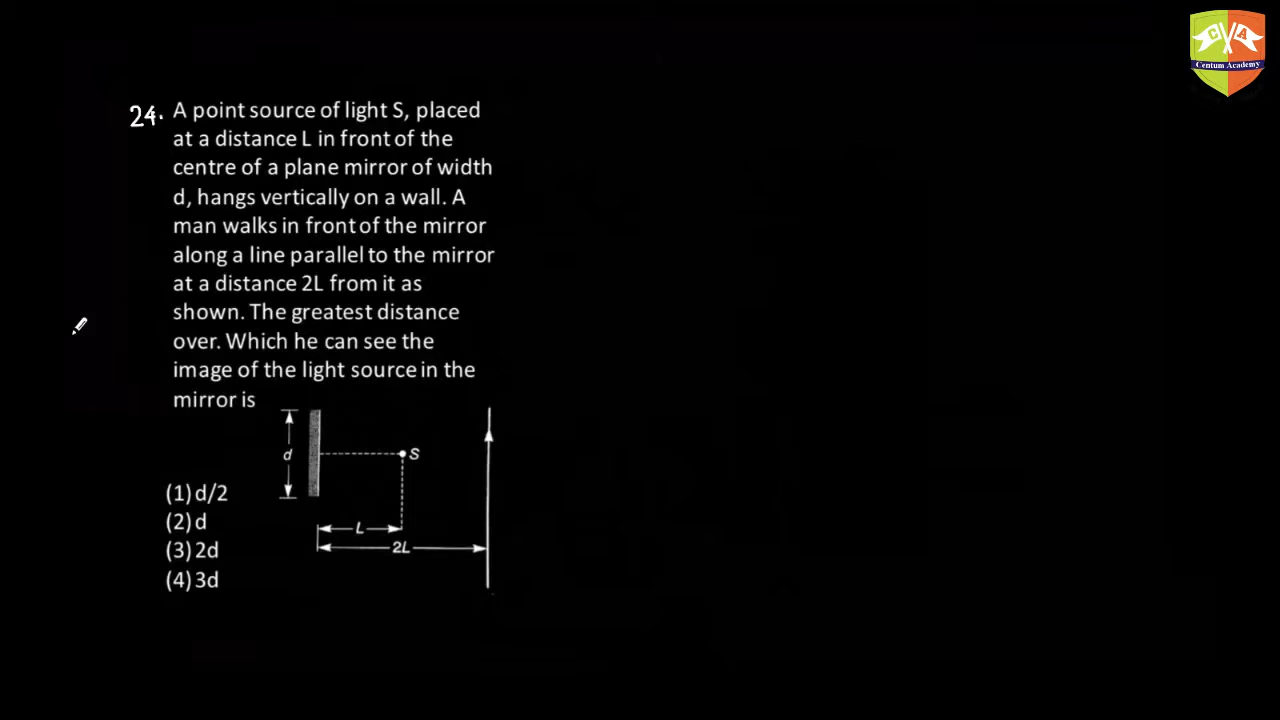 C A
Centum Academy
24. A point source of light S, placed
at a distance L in front of the
centre of a plane mirror of width
d, hangs vertically on a wall. A
man walks in front of the mirror
along a line parallel to the mirror
at a distance 2L from it as
shown. The greatest distance
over. Which he can see the
image of the light source in the
mirror is
d
S
(1) d/2
(2) d
L
(3) 2d
2L
(4) 3d